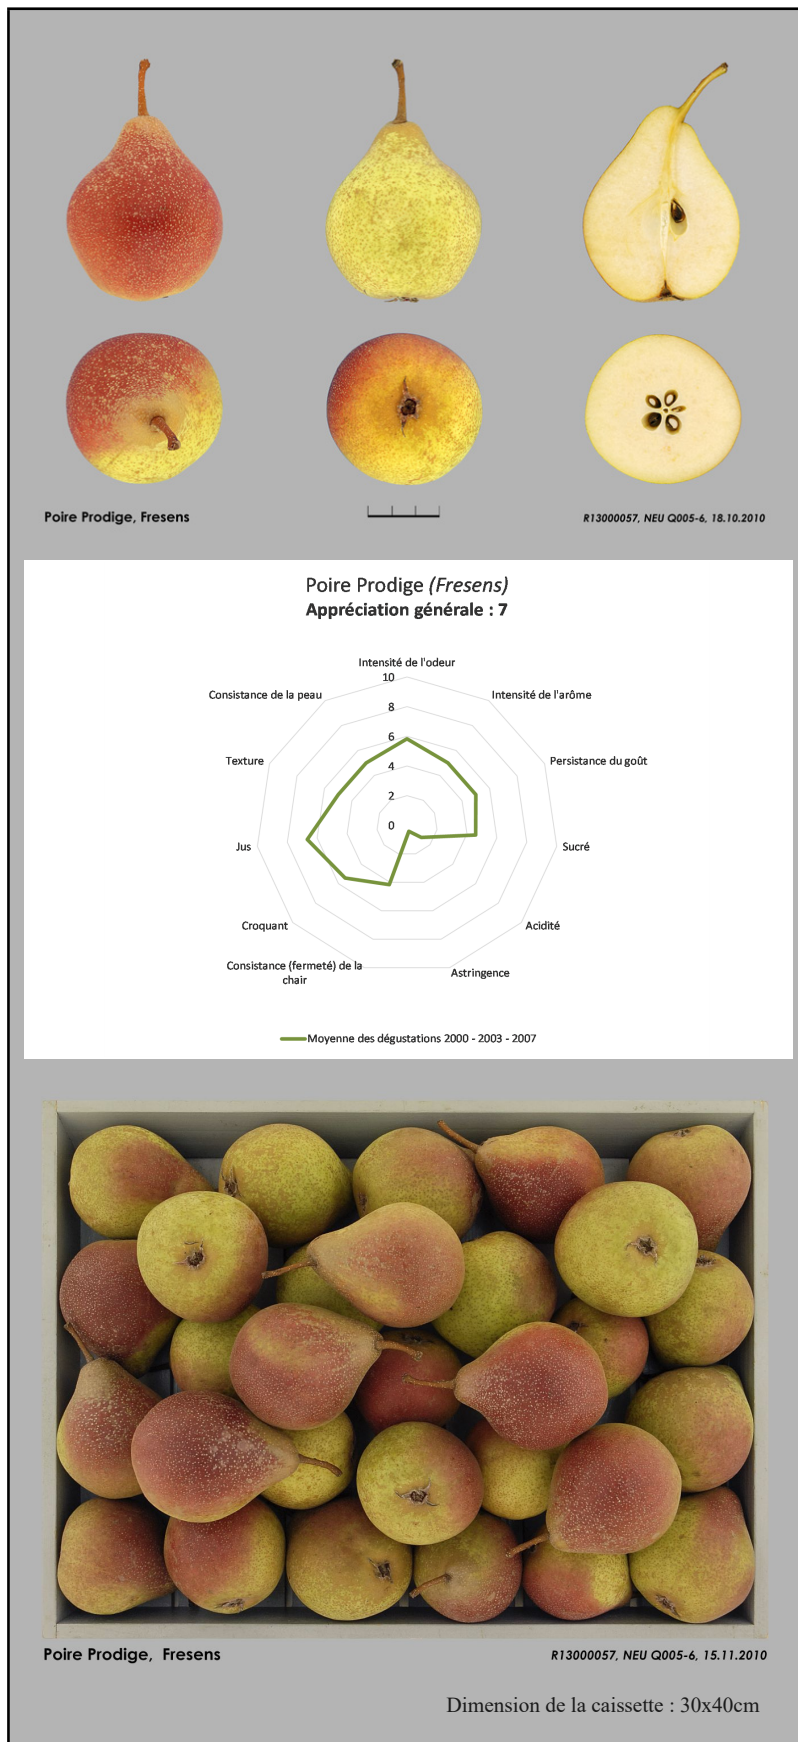 Poire Prodige, Fresens
R13000057, NEU Q005-6, 18.10.2010
Poire Prodige (Fresens)
Appréciation générale : 7
Intensité de l'odeur
10
Consistance de la peau
Intensité de l'arôme
8
6
Texture
Persistance du goût
4
2
0
Jus
Sucré
Croquant
Acidité
Consistance (fermeté) de la
chair
Astringence
Moyenne des dégustations 2000 - 2003 - 2007
Poire Prodige, Fresens
R13000057, NEU Q005-6, 15.11.2010
Dimension de la caissette : 30x40cm